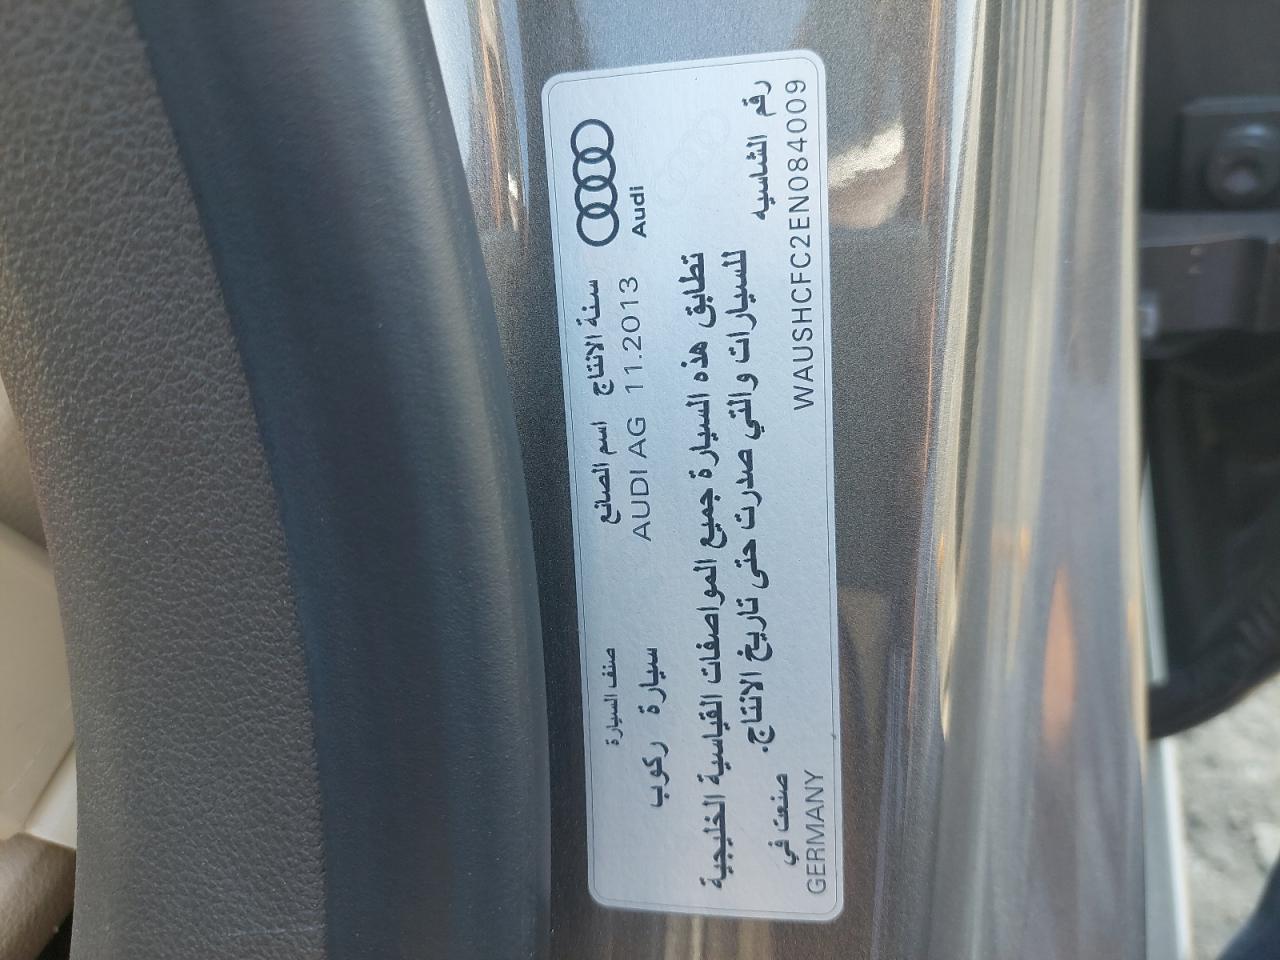 Audi
سنة الانتاج
11.2013
اسم الصانع
AUDI AG
صنف السيارة
سيارة ركوب
تطابق هذه السيارة جميع المواصفات القياسية الخليجية
للسيارات والتي صدرت حتى تاريخ الانتاج.
رقم الشاسيه
WAUSHCFC2EN084009
صنعت في
GERMANY